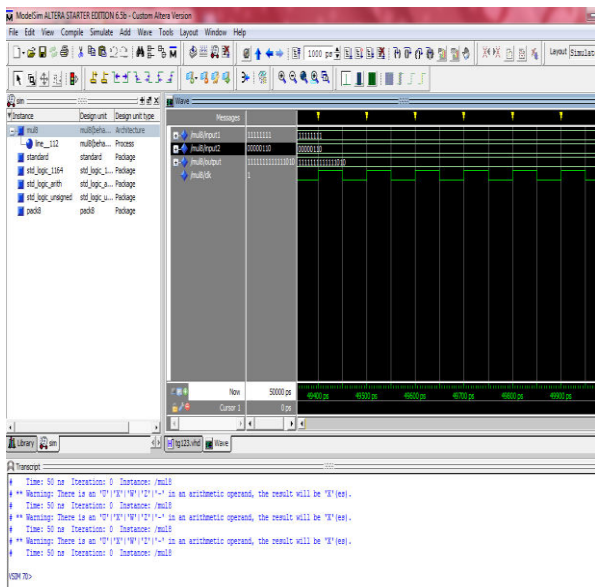 ModelSim ALTERA STARTER EDITION 6.5b - Custom Altera Version
File Edit View Compile Simulate Add Wave Tools Layout Window Help
1000 ps
Layout Simulat
sim
Wave
Instance Design unit Design unit type
mul8 mul8(beha... Architecture
line__112 mul8(beha... Process
standard standard Package
std_logic_1164 std_logic_1... Package
std_logic_arith std_logic_a... Package
std_logic_unsigned std_logic_u... Package
pack8 pack8 Package
Messages
/mul8/input1 11111111 11111111
/mul8/input2 00000110 00000110
/mul8/output 1111111111111010 1111111111111010
/mul8/clk 1
Now 50000 ps
49400 ps 49500 ps 49600 ps 49700 ps 49800 ps 49900 ps
Cursor 1 0 ps
Library sim tg123.vhd Wave
Transcript
# Time: 50 ns Iteration: 0 Instance: /mul8
# ** Warning: There is an 'U'|'X'|'W'|'Z'|'-' in an arithmetic operand, the result will be 'X'(es).
# Time: 50 ns Iteration: 0 Instance: /mul8
# ** Warning: There is an 'U'|'X'|'W'|'Z'|'-' in an arithmetic operand, the result will be 'X'(es).
# Time: 50 ns Iteration: 0 Instance: /mul8
# ** Warning: There is an 'U'|'X'|'W'|'Z'|'-' in an arithmetic operand, the result will be 'X'(es).
# Time: 50 ns Iteration: 0 Instance: /mul8
VSIM 70>